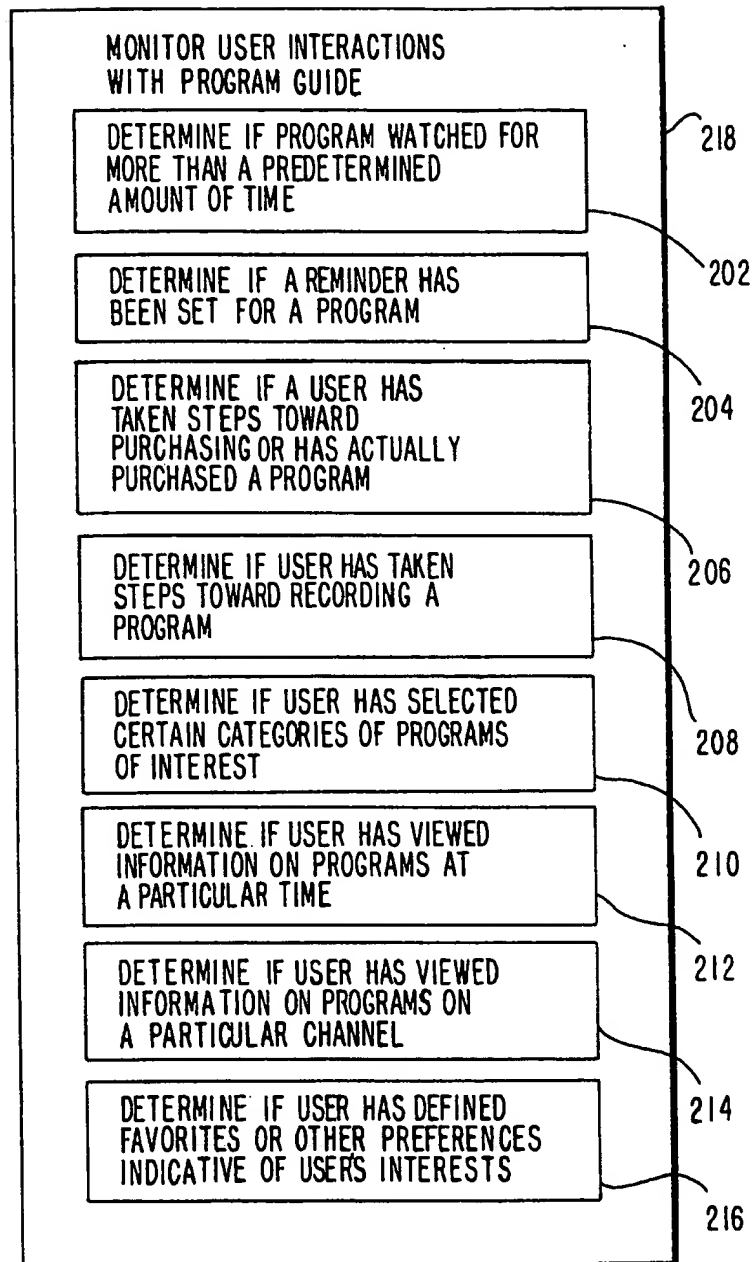 MONITOR USER INTERACTIONS
WITH PROGRAM GUIDE
218
DETERMINE IF PROGRAM WATCHED FOR
MORE THAN A PREDETERMINED
AMOUNT OF TIME
202
DETERMINE IF A REMINDER HAS
BEEN SET FOR A PROGRAM
204
DETERMINE IF A USER HAS
TAKEN STEPS TOWARD
PURCHASING OR HAS ACTUALLY
PURCHASED A PROGRAM
206
DETERMINE IF USER HAS TAKEN
STEPS TOWARD RECORDING A
PROGRAM
208
DETERMINE IF USER HAS SELECTED
CERTAIN CATEGORIES OF PROGRAMS
OF INTEREST
210
DETERMINE IF USER HAS VIEWED
INFORMATION ON PROGRAMS AT
A PARTICULAR TIME
212
DETERMINE IF USER HAS VIEWED
INFORMATION ON PROGRAMS ON
A PARTICULAR CHANNEL
214
DETERMINE IF USER HAS DEFINED
FAVORITES OR OTHER PREFERENCES
INDICATIVE OF USER'S INTERESTS
216